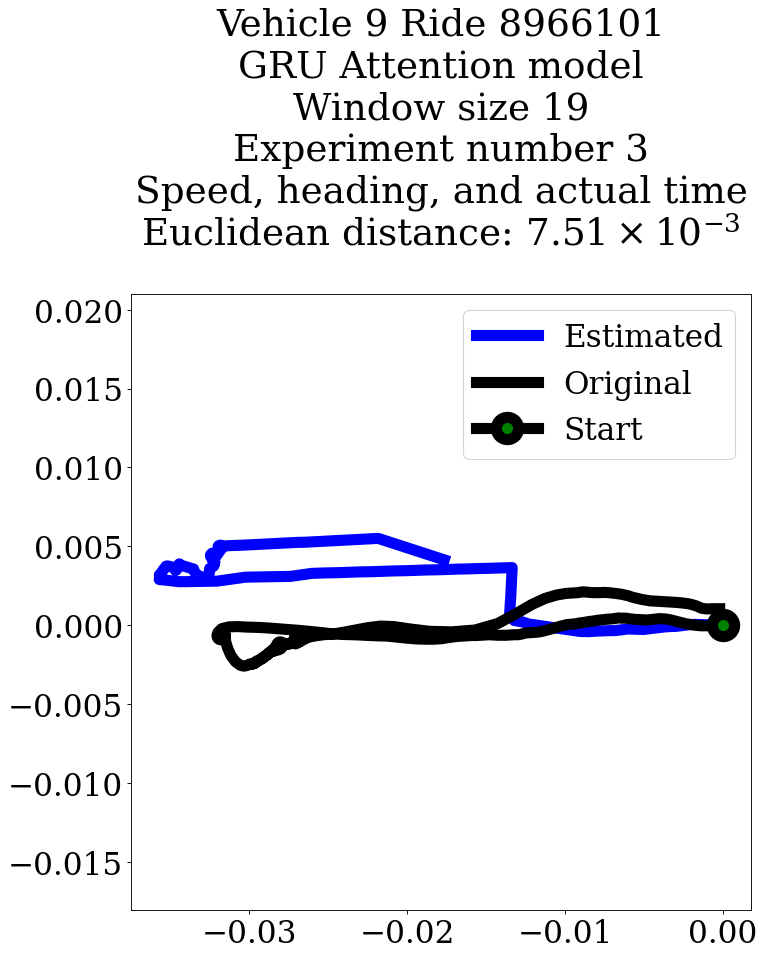 Vehicle 9 Ride 8966101
GRU Attention model
Window size 19
Experiment number 3
Speed, heading, and actual time
Euclidean distance: 7.51 × 10⁻³
Estimated
Original
Start
0.020
0.015
0.010
0.005
0.000
−0.005
−0.010
−0.015
−0.03
−0.02
−0.01
0.00